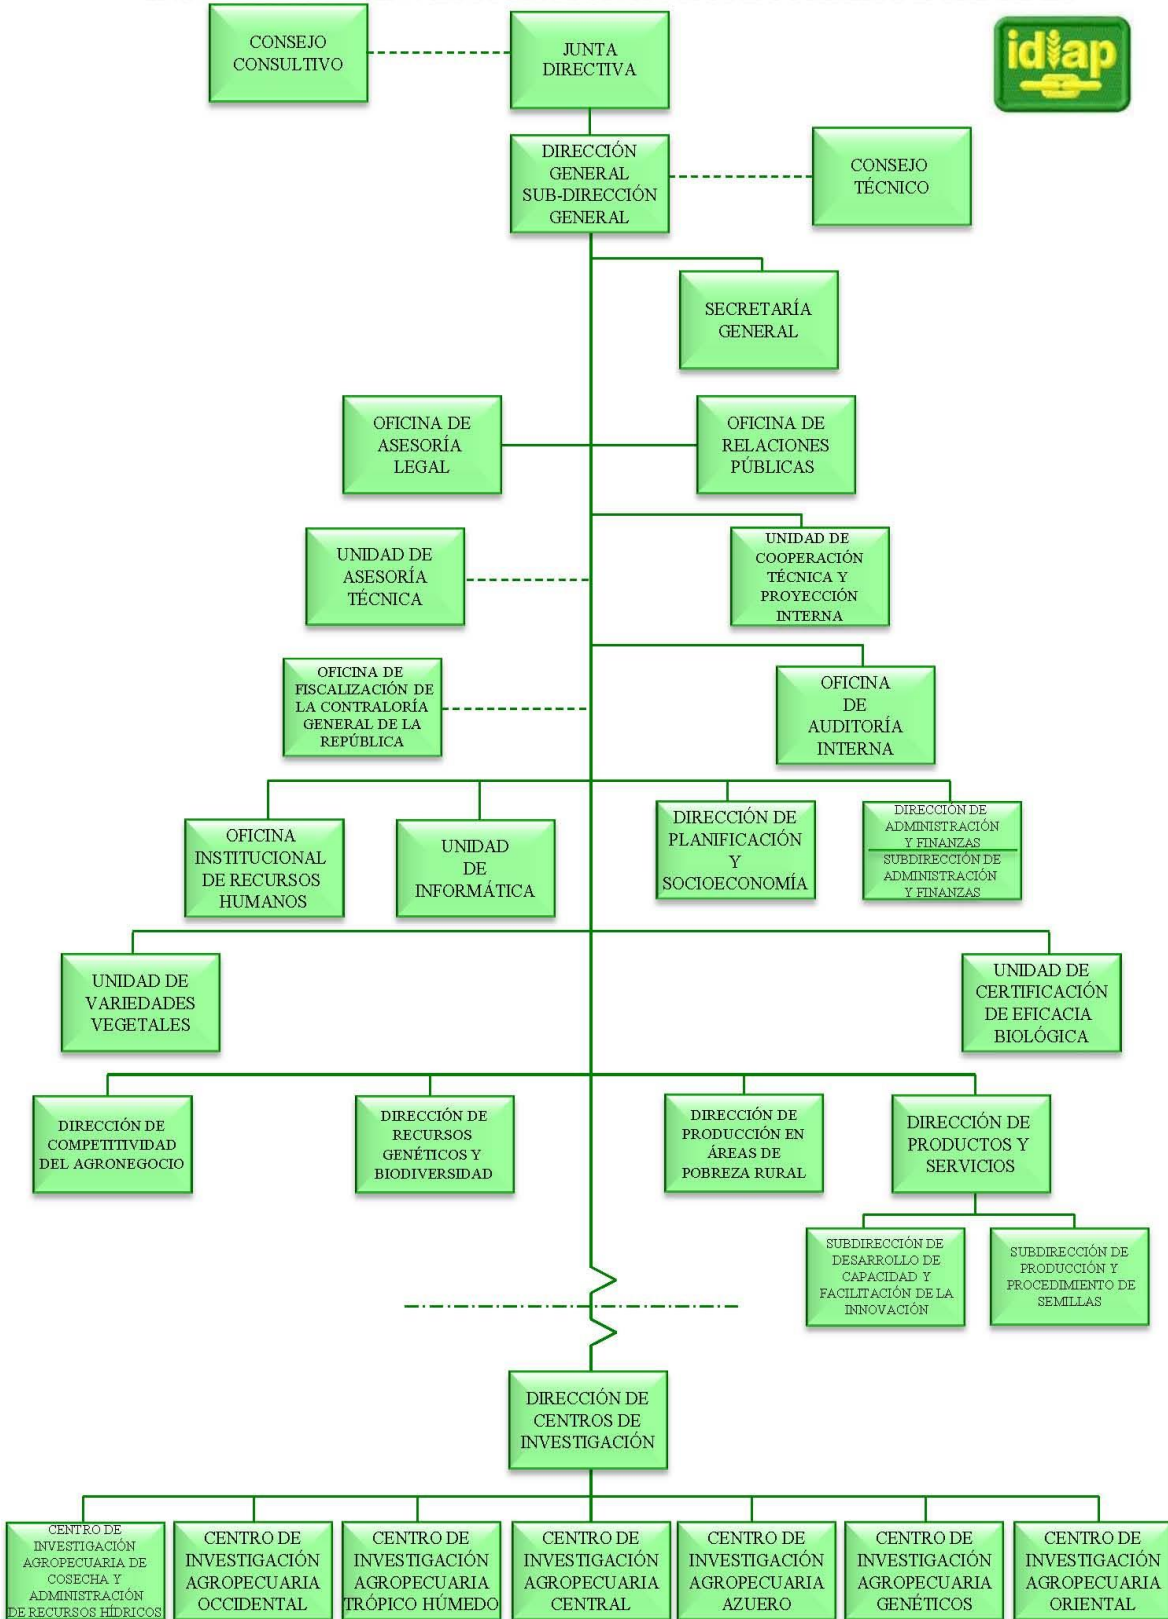 CONSEJO
CONSULTIVO
JUNTA
DIRECTIVA
idiap
DIRECCIÓN
GENERAL
SUB-DIRECCIÓN
GENERAL
CONSEJO
TÉCNICO
SECRETARÍA
GENERAL
OFICINA DE
ASESORÍA
LEGAL
OFICINA DE
RELACIONES
PÚBLICAS
UNIDAD DE
ASESORÍA
TÉCNICA
UNIDAD DE
COOPERACIÓN
TÉCNICA Y
PROYECCIÓN
INTERNA
OFICINA DE
FISCALIZACIÓN DE
LA CONTRALORÍA
GENERAL DE LA
REPÚBLICA
OFICINA
DE
AUDITORÍA
INTERNA
OFICINA
INSTITUCIONAL
DE RECURSOS
HUMANOS
UNIDAD
DE
INFORMÁTICA
DIRECCIÓN DE
PLANIFICACIÓN
Y
SOCIOECONOMÍA
DIRECCIÓN DE
ADMINISTRACIÓN
Y FINANZAS
SUBDIRECCIÓN DE
ADMINISTRACIÓN
Y FINANZAS
UNIDAD DE
VARIEDADES
VEGETALES
UNIDAD DE
CERTIFICACIÓN
DE EFICACIA
BIOLÓGICA
DIRECCIÓN DE
COMPETITIVIDAD
DEL AGRONEGOCIO
DIRECCIÓN DE
RECURSOS
GENÉTICOS Y
BIODIVERSIDAD
DIRECCIÓN DE
PRODUCCIÓN EN
ÁREAS DE
POBREZA RURAL
DIRECCIÓN DE
PRODUCTOS Y
SERVICIOS
SUBDIRECCIÓN DE
DESARROLLO DE
CAPACIDAD Y
FACILITACIÓN DE LA
INNOVACIÓN
SUBDIRECCIÓN DE
PRODUCCIÓN Y
PROCEDIMIENTO DE
SEMILLAS
DIRECCIÓN DE
CENTROS DE
INVESTIGACIÓN
CENTRO DE
INVESTIGACIÓN
AGROPECUARIA DE
COSECHA Y
ADMINISTRACIÓN
DE RECURSOS HÍDRICOS
CENTRO DE
INVESTIGACIÓN
AGROPECUARIA
OCCIDENTAL
CENTRO DE
INVESTIGACIÓN
AGROPECUARIA
TRÓPICO HÚMEDO
CENTRO DE
INVESTIGACIÓN
AGROPECUARIA
CENTRAL
CENTRO DE
INVESTIGACIÓN
AGROPECUARIA
AZUERO
CENTRO DE
INVESTIGACIÓN
AGROPECUARIA
GENÉTICOS
CENTRO DE
INVESTIGACIÓN
AGROPECUARIA
ORIENTAL